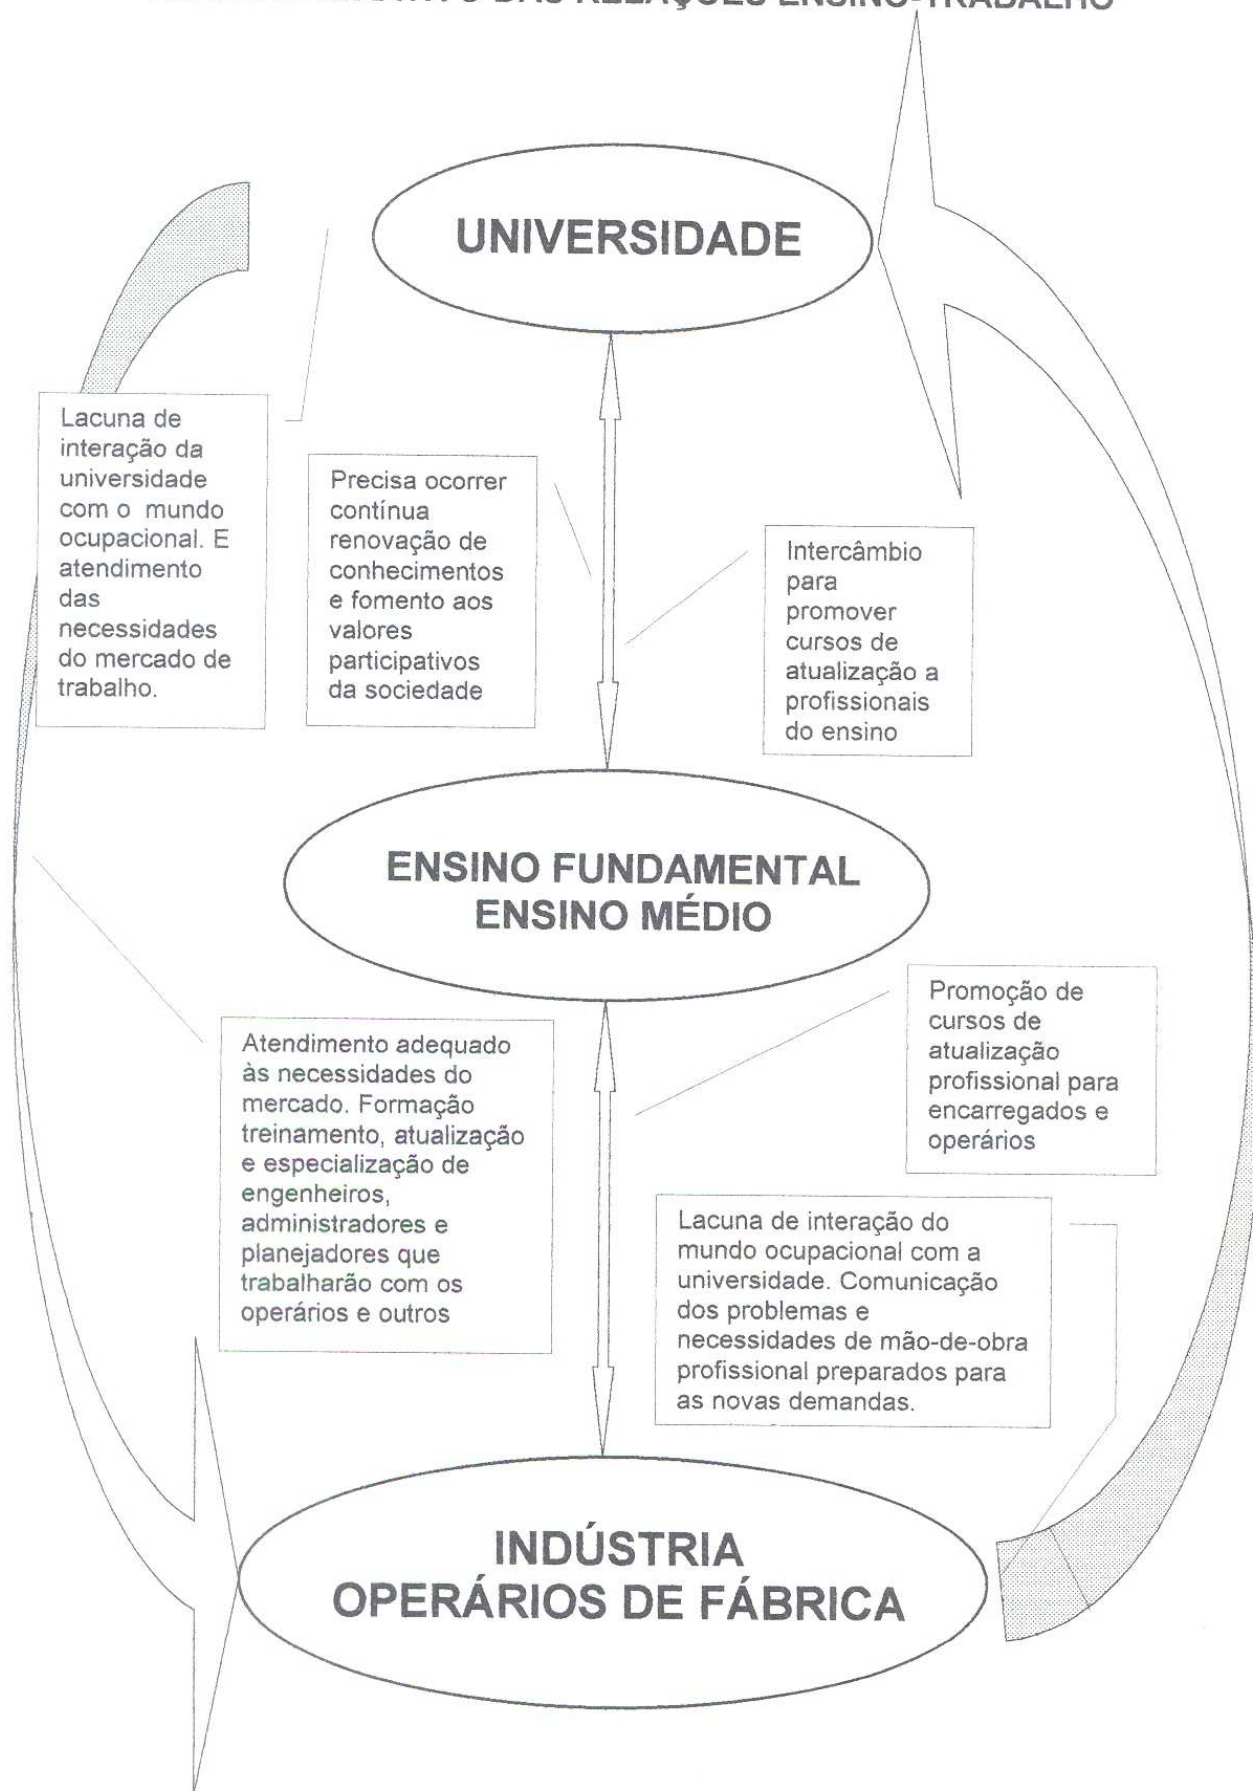 DAS RELAÇÕES ENSINO-TRABALHO
UNIVERSIDADE
Lacuna de
interação da
universidade
com o mundo
ocupacional. E
atendimento
das
necessidades
do mercado de
trabalho.
Precisa ocorrer
contínua
renovação de
conhecimentos
e fomento aos
valores
participativos
da sociedade
Intercâmbio
para
promover
cursos de
atualização a
profissionais
do ensino
ENSINO FUNDAMENTAL
ENSINO MÉDIO
Atendimento adequado
às necessidades do
mercado. Formação
treinamento, atualização
e especialização de
engenheiros,
administradores e
planejadores que
trabalharão com os
operários e outros
Promoção de
cursos de
atualização
profissional para
encarregados e
operários
Lacuna de interação do
mundo ocupacional com a
universidade. Comunicação
dos problemas e
necessidades de mão-de-obra
profissional preparados para
as novas demandas.
INDÚSTRIA
OPERÁRIOS DE FÁBRICA